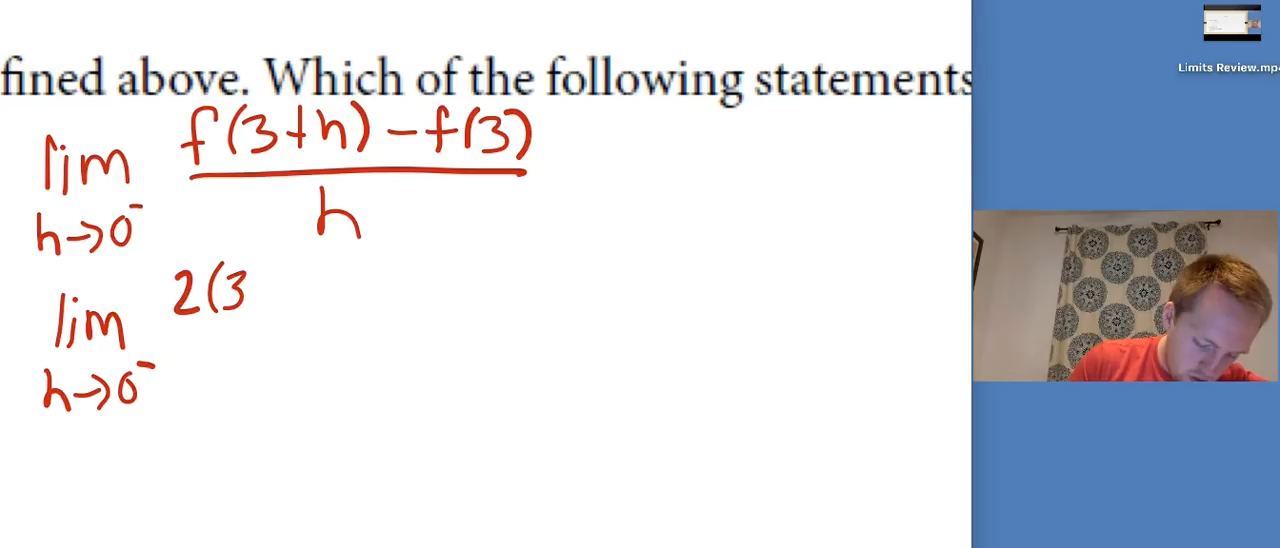 fined above. Which of the following statements
Limits Review.mp4
f(3+h) - f(3)
lim
h
h→0⁻
2(3
lim
h→0⁻